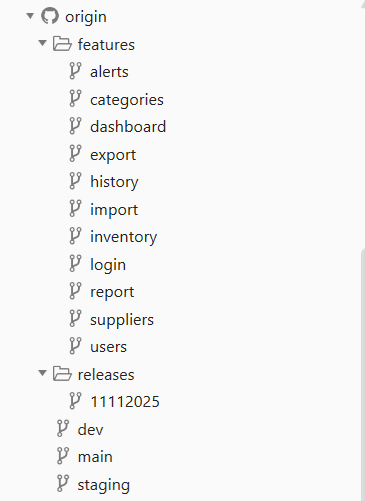 origin
features
alerts
categories
dashboard
export
history
import
inventory
login
report
suppliers
users
releases
11112025
dev
main
staging